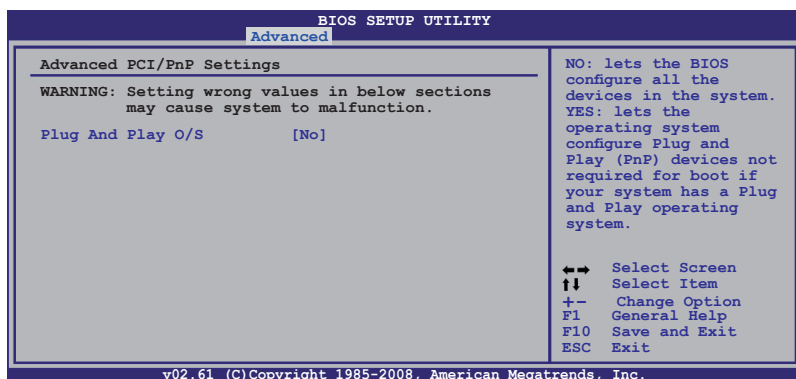 BIOS SETUP UTILITY
Advanced
Advanced PCI/PnP Settings
WARNING: Setting wrong values in below sections
may cause system to malfunction.
Plug And Play O/S [No]
NO: lets the BIOS
configure all the
devices in the system.
YES: lets the
operating system
configure Plug and
Play (PnP) devices not
required for boot if
your system has a Plug
and Play operating
system.
←→ Select Screen
↑↓ Select Item
+- Change Option
F1 General Help
F10 Save and Exit
ESC Exit
v02.61 (C)Copyright 1985-2008, American Megatrends, Inc.